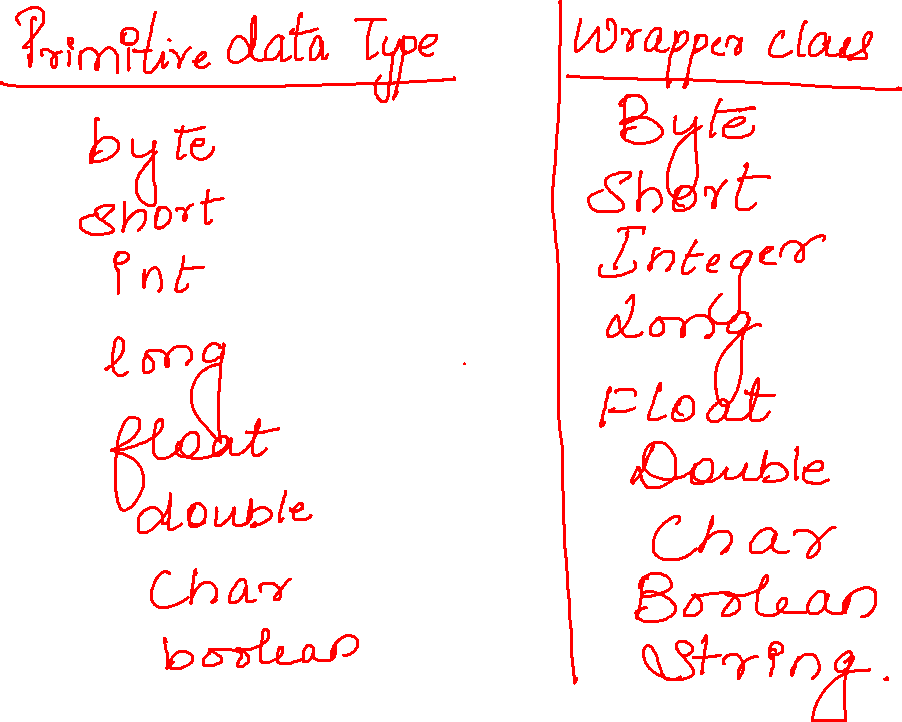 Primitive data Type
byte
short
int
long
float
double
Char
boolean
Wrapper class
Byte
Short
Integer
Long
Float
Double
Char
Boolean
String.